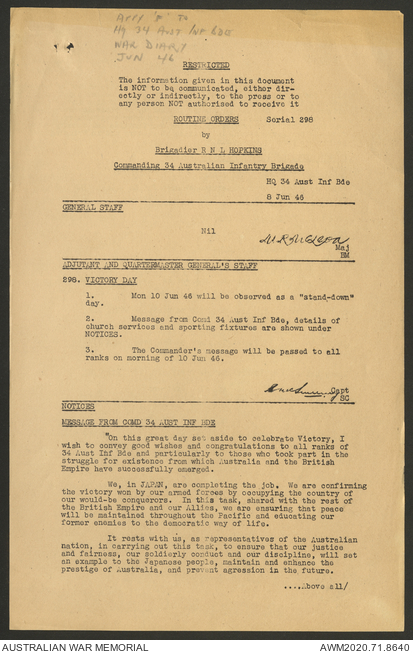 APPX "F" TO
HQ 34 AUST INF BDE
WAR DIARY
JUN 46
RESTRICTED
The information given in this document
is NOT to be communicated, either dir-
ectly or indirectly, to the press or to
any person NOT authorised to receive it
ROUTINE ORDERS Serial 298
by
Brigadier R N L HOPKINS
Commanding 34 Australian Infantry Brigade
HQ 34 Aust Inf Bde
8 Jun 46
GENERAL STAFF
Nil
Maj
BM
ADJUTANT AND QUARTERMASTER GENERAL'S STAFF
298. VICTORY DAY
1. Mon 10 Jun 46 will be observed as a "stand-down"
day.
2. Message from Comd 34 Aust Inf Bde, details of
church services and sporting fixtures are shown under
NOTICES.
3. The Commander's message will be passed to all
ranks on morning of 10 Jun 46.
Capt
SC
NOTICES
MESSAGE FROM COMD 34 AUST INF BDE
"On this great day set aside to celebrate Victory, I
wish to convey good wishes and congratulations to all ranks of
34 Aust Inf Bde and particularly to those who took part in the
struggle for existence from which Australia and the British
Empire have successfully emerged.
We, in JAPAN, are completing the job. We are confirming
the victory won by our armed forces by occupying the country of
our would-be conquerors. In this task, shared with the rest of
the British Empire and our Allies, we are ensuring that peace
will be maintained throughout the Pacific and educating our
former enemies to the democratic way of life.
It rests with us, as representatives of the Australian
nation, in carrying out this task, to ensure that our justice
and fairness, our soldierly conduct and our discipline, will set
an example to the Japanese people, maintain and enhance the
prestige of Australia, and prevent agression in the future.
....Above all/
AUSTRALIAN WAR MEMORIAL AWM2020.71.8640